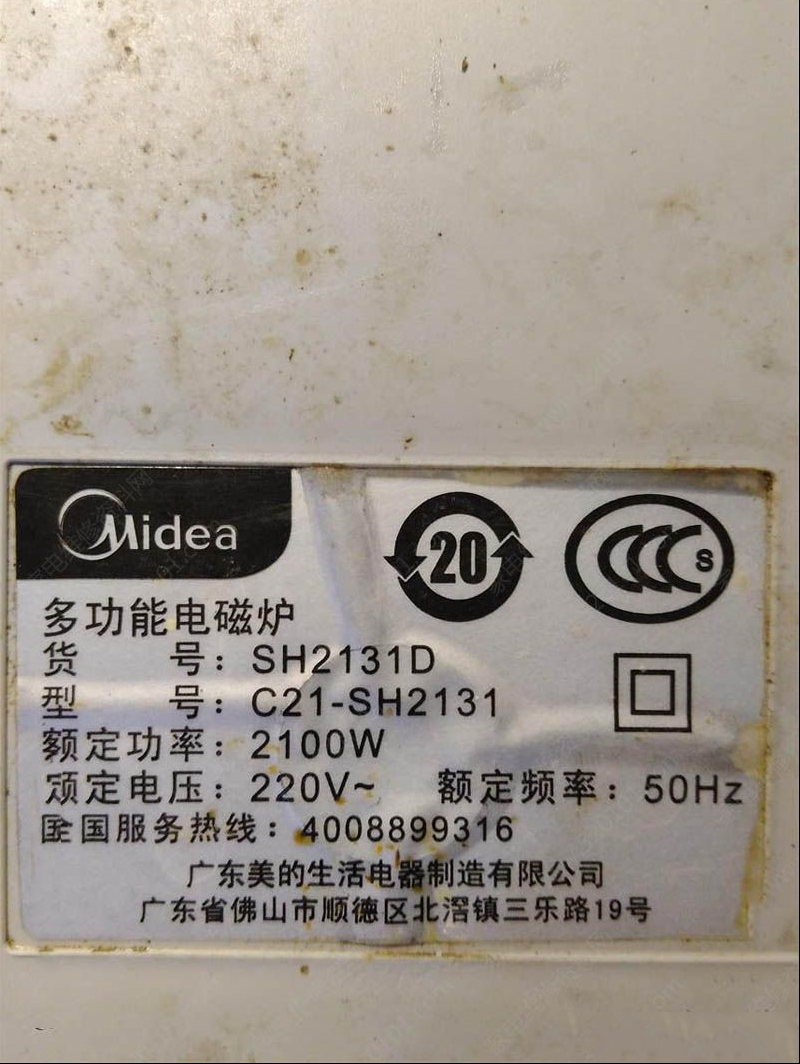 Midea
20
CCC S
多功能电磁炉
货 号：SH2131D
型 号：C21-SH2131
额定功率：2100W
额定电压：220V~ 额定频率：50Hz
全国服务热线：4008899316
广东美的生活电器制造有限公司
广东省佛山市顺德区北滘镇三乐路19号